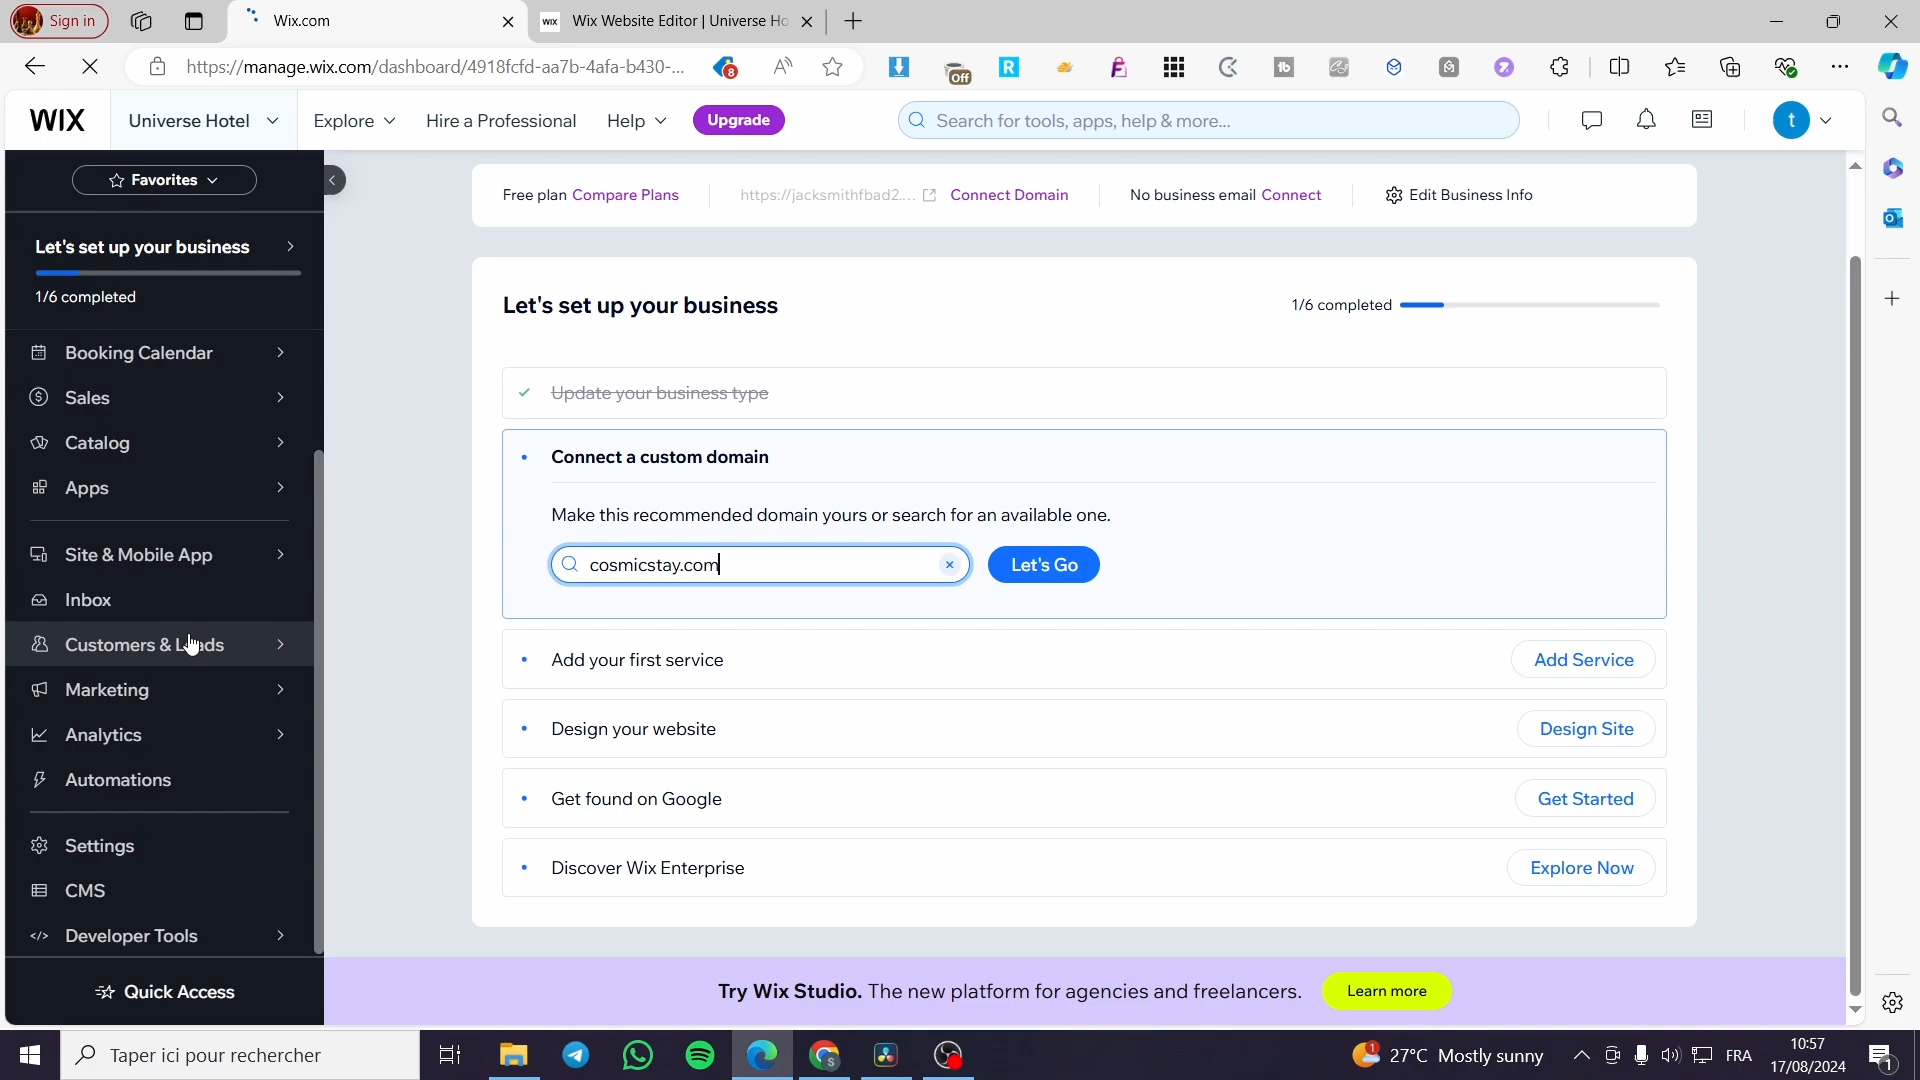 Sign in
Wix.com
WIX Wix Website Editor | Universe Ho
https://manage.wix.com/dashboard/4918fcfd-aa7b-4afa-b430-...
8
Off
R
tb
WIX
Universe Hotel
Explore
Hire a Professional
Help
Upgrade
Search for tools, apps, help & more...
t
Favorites
Let's set up your business
1/6 completed
Booking Calendar
Sales
Catalog
Apps
Site & Mobile App
Inbox
Customers & Leads
Marketing
Analytics
Automations
Settings
CMS
Developer Tools
Quick Access
Free plan Compare Plans
https://jacksmithfbad2.... Connect Domain
No business email Connect
Edit Business Info
Let's set up your business
1/6 completed
Update your business type
Connect a custom domain
Make this recommended domain yours or search for an available one.
cosmicstay.com
Let's Go
Add your first service
Add Service
Design your website
Design Site
Get found on Google
Get Started
Discover Wix Enterprise
Explore Now
Try Wix Studio. The new platform for agencies and freelancers.
Learn more
Taper ici pour rechercher
S
1
27°C Mostly sunny
FRA
10:57
17/08/2024
1